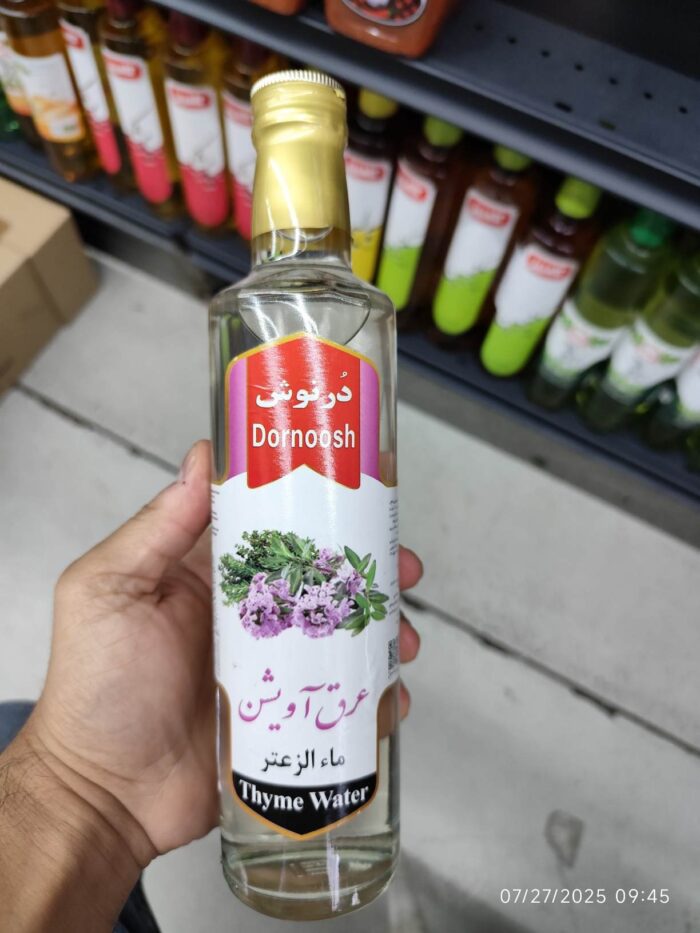 دُرنوش
Dornoosh
عرق آویشن
ماء الزعتر
Thyme Water
07/27/2025 09:45